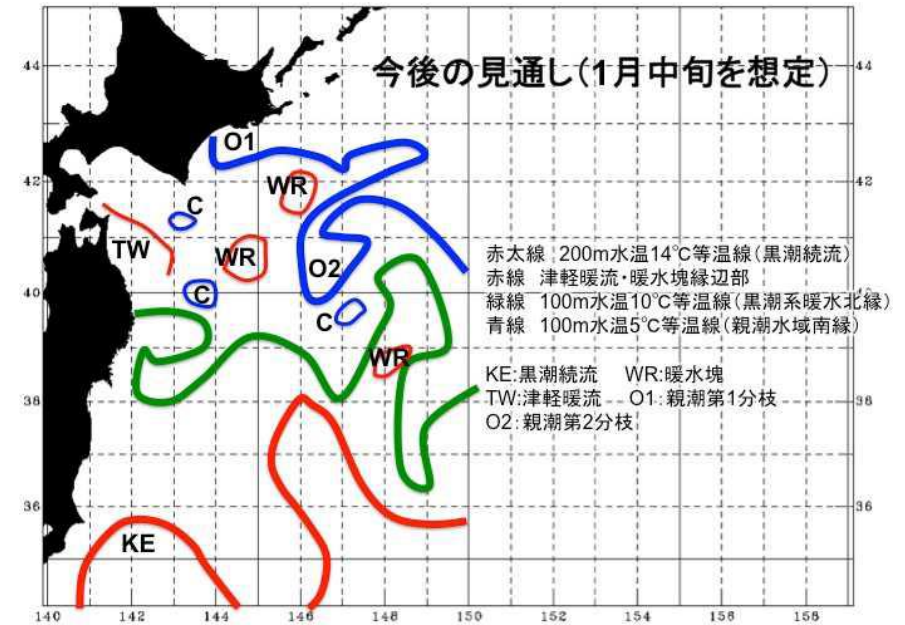 今後の見通し(1月中旬を想定)
44
44
O1
42
WR
42
C
TW
WR
O2
赤太線 200m水温14℃等温線(黒潮続流)
赤線 津軽暖流・暖水塊縁辺部
40
C
40
緑線 100m水温10℃等温線(黒潮系暖水北縁)
C
青線 100m水温5℃等温線(親潮水域南縁)
WR
KE:黒潮続流 WR:暖水塊
38
TW:津軽暖流 O1:親潮第1分枝
38
O2:親潮第2分枝
36
36
KE
140 142 144 146 148 150 152 154 156 158